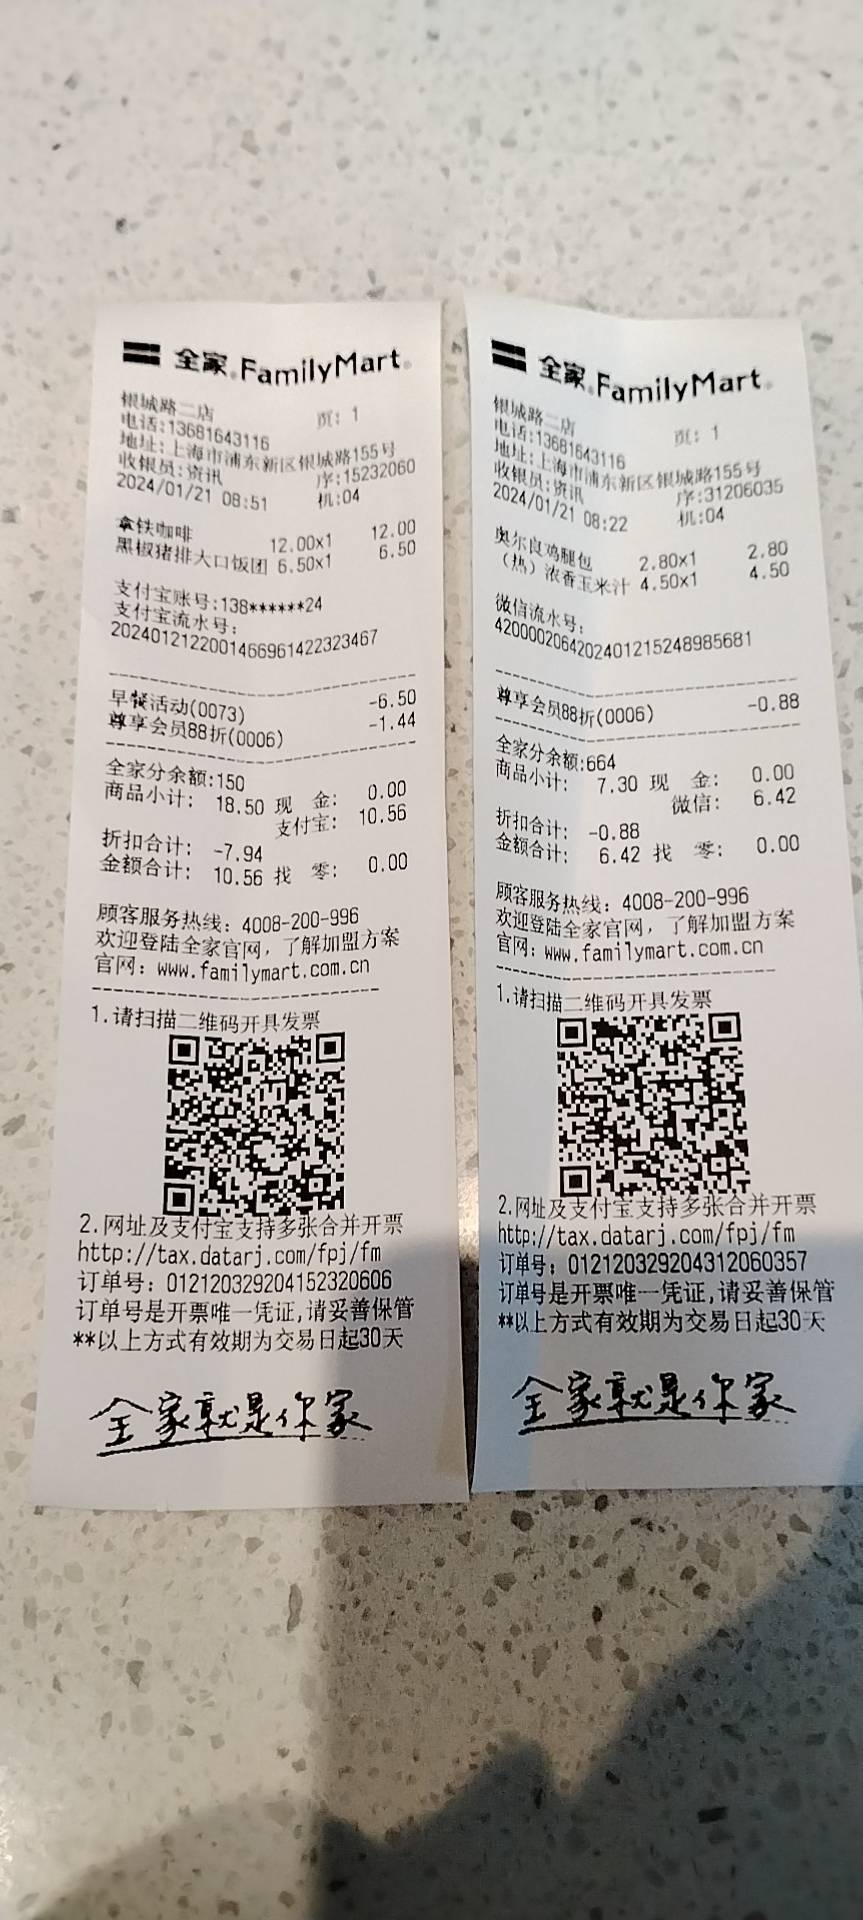 全家 FamilyMart
银城路二店 页: 1
电话:13681643116
地址:上海市浦东新区银城路155号
收银员:资讯 序:15232060
2024/01/21 08:51 机:04
拿铁咖啡 12.00x1 12.00
黑椒猪排大口饭团 6.50x1 6.50
支付宝账号:138******24
支付宝流水号:
2024012122001466961422323467
早餐活动(0073) -6.50
尊享会员88折(0006) -1.44
全家分余额:150
商品小计: 18.50 现 金: 0.00
支付宝: 10.56
折扣合计: -7.94
金额合计: 10.56 找 零: 0.00
顾客服务热线: 4008-200-996
欢迎登陆全家官网, 了解加盟方案
官网: www.familymart.com.cn
1.请扫描二维码开具发票
2.网址及支付宝支持多张合并开票
http://tax.datarj.com/fpj/fm
订单号: 012120329204152320606
订单号是开票唯一凭证,请妥善保管
**以上方式有效期为交易日起30天
全家就是你家
全家 FamilyMart
银城路二店 页: 1
电话:13681643116
地址:上海市浦东新区银城路155号
收银员:资讯 序:31206035
2024/01/21 08:22 机:04
奥尔良鸡腿包 2.80x1 2.80
(热) 浓香玉米汁 4.50x1 4.50
微信流水号:
4200002064202401215248985681
尊享会员88折(0006) -0.88
全家分余额:664
商品小计: 7.30 现 金: 0.00
微信: 6.42
折扣合计: -0.88
金额合计: 6.42 找 零: 0.00
顾客服务热线: 4008-200-996
欢迎登陆全家官网, 了解加盟方案
官网: www.familymart.com.cn
1.请扫描二维码开具发票
2.网址及支付宝支持多张合并开票
http://tax.datarj.com/fpj/fm
订单号: 012120329204312060357
订单号是开票唯一凭证,请妥善保管
**以上方式有效期为交易日起30天
全家就是你家